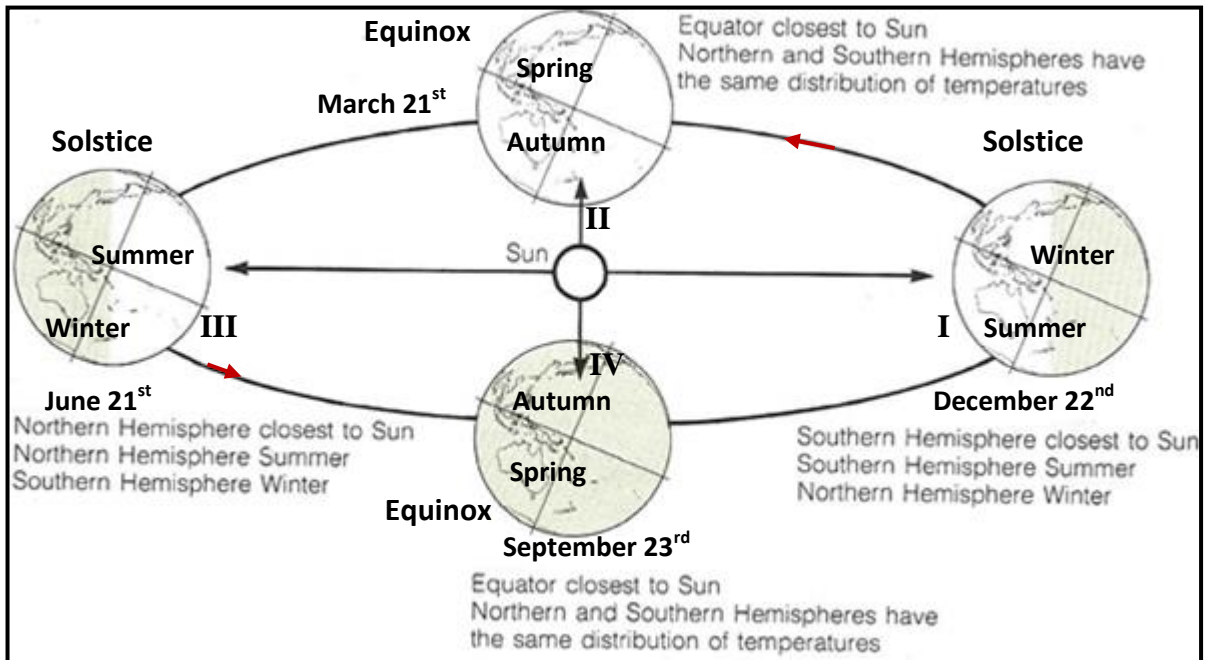 Equinox
Spring
March 21st
Autumn
Equator closest to Sun
Northern and Southern Hemispheres have
the same distribution of temperatures
Solstice
Summer
Winter
III
June 21st
Northern Hemisphere closest to Sun
Northern Hemisphere Summer
Southern Hemisphere Winter
II
Sun
IV
Solstice
Winter
I
Summer
December 22nd
Southern Hemisphere closest to Sun
Southern Hemisphere Summer
Northern Hemisphere Winter
Autumn
Spring
Equinox
September 23rd
Equator closest to Sun
Northern and Southern Hemispheres have
the same distribution of temperatures